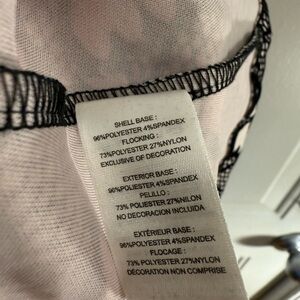 SHELL BASE :
96%POLYESTER 4%SPANDEX
FLOCKING :
73%POLYESTER 27%NYLON
EXCLUSIVE OF DECORATION
EXTERIOR BASE :
96%POLIESTER 4%SPANDEX
PELILLO :
73% POLIESTER 27%NILON
NO DECORACION INCLUIDA
EXTÉRIEUR BASE :
96%POLYESTER 4%SPANDEX
FLOCAGE :
73% POLYESTER 27%NYLON
DÉCORATION NON COMPRISE